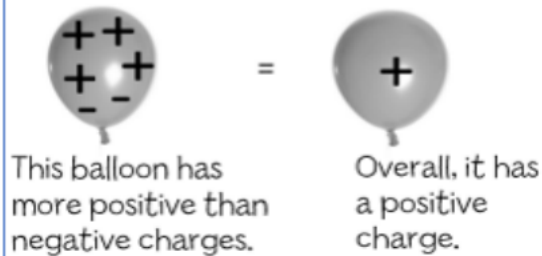 + +
+ +
- -
=
+
This balloon has
more positive than
negative charges.
Overall, it has
a positive
charge.